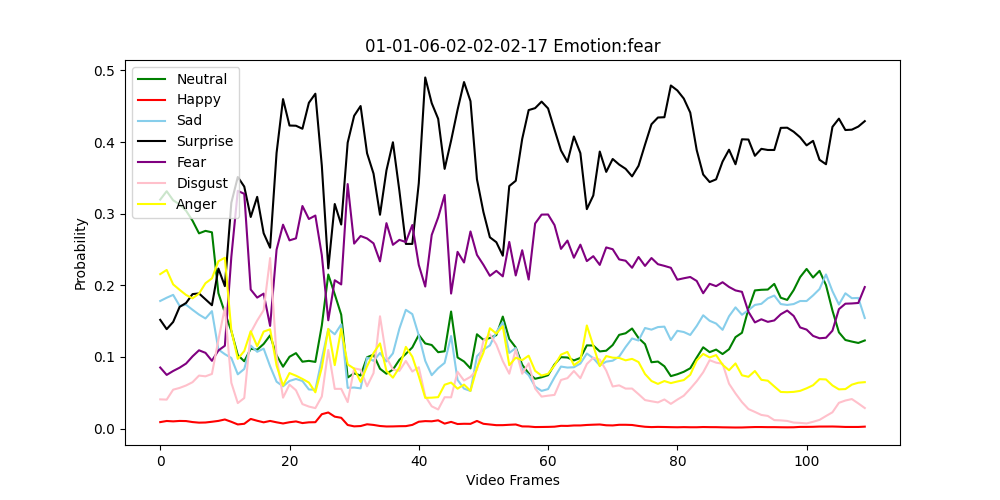 01-01-06-02-02-02-17 Emotion:fear
Neutral
Happy
Sad
Surprise
Fear
Disgust
Anger
0.5
0.4
0.3
0.2
0.1
0.0
Probability
0 20 40 60 80 100
Video Frames